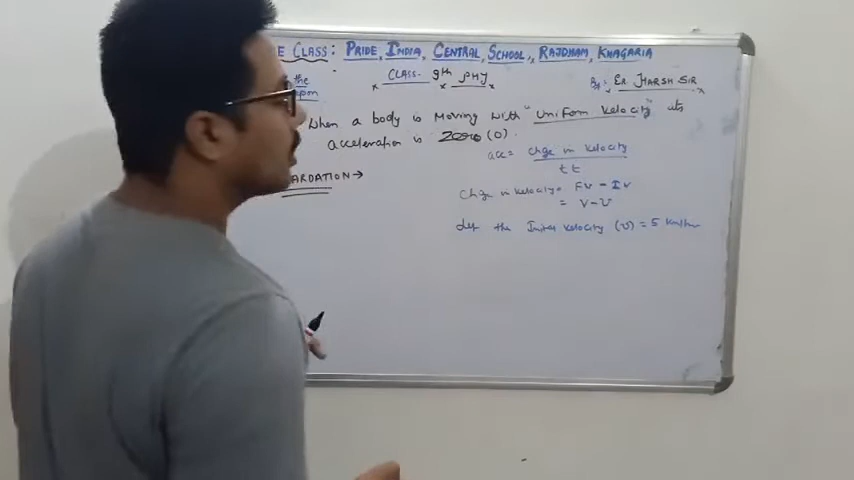 E CLASS: PRIDE, INDIA, CENTRAL, SCHOOL, RAJDHAM, KHAGARIA
the CLASS- 9th PHY By:- ER. HARSH SIR
When a body is Moving with "Uniform Velocity" its
acceleration is Zero (0).
acc = chge in velocity
tt
ARDATION →
chge in velocity = FV - IV
= V-U
let the Initial velocity (u) = 5 km/hr